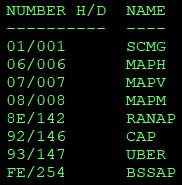 NUMBER H/D  NAME
----------  ----
01/001      SCMG
06/006      MAPH
07/007      MAPV
08/008      MAPM
8E/142      RANAP
92/146      CAP
93/147      UBER
FE/254      BSSAP